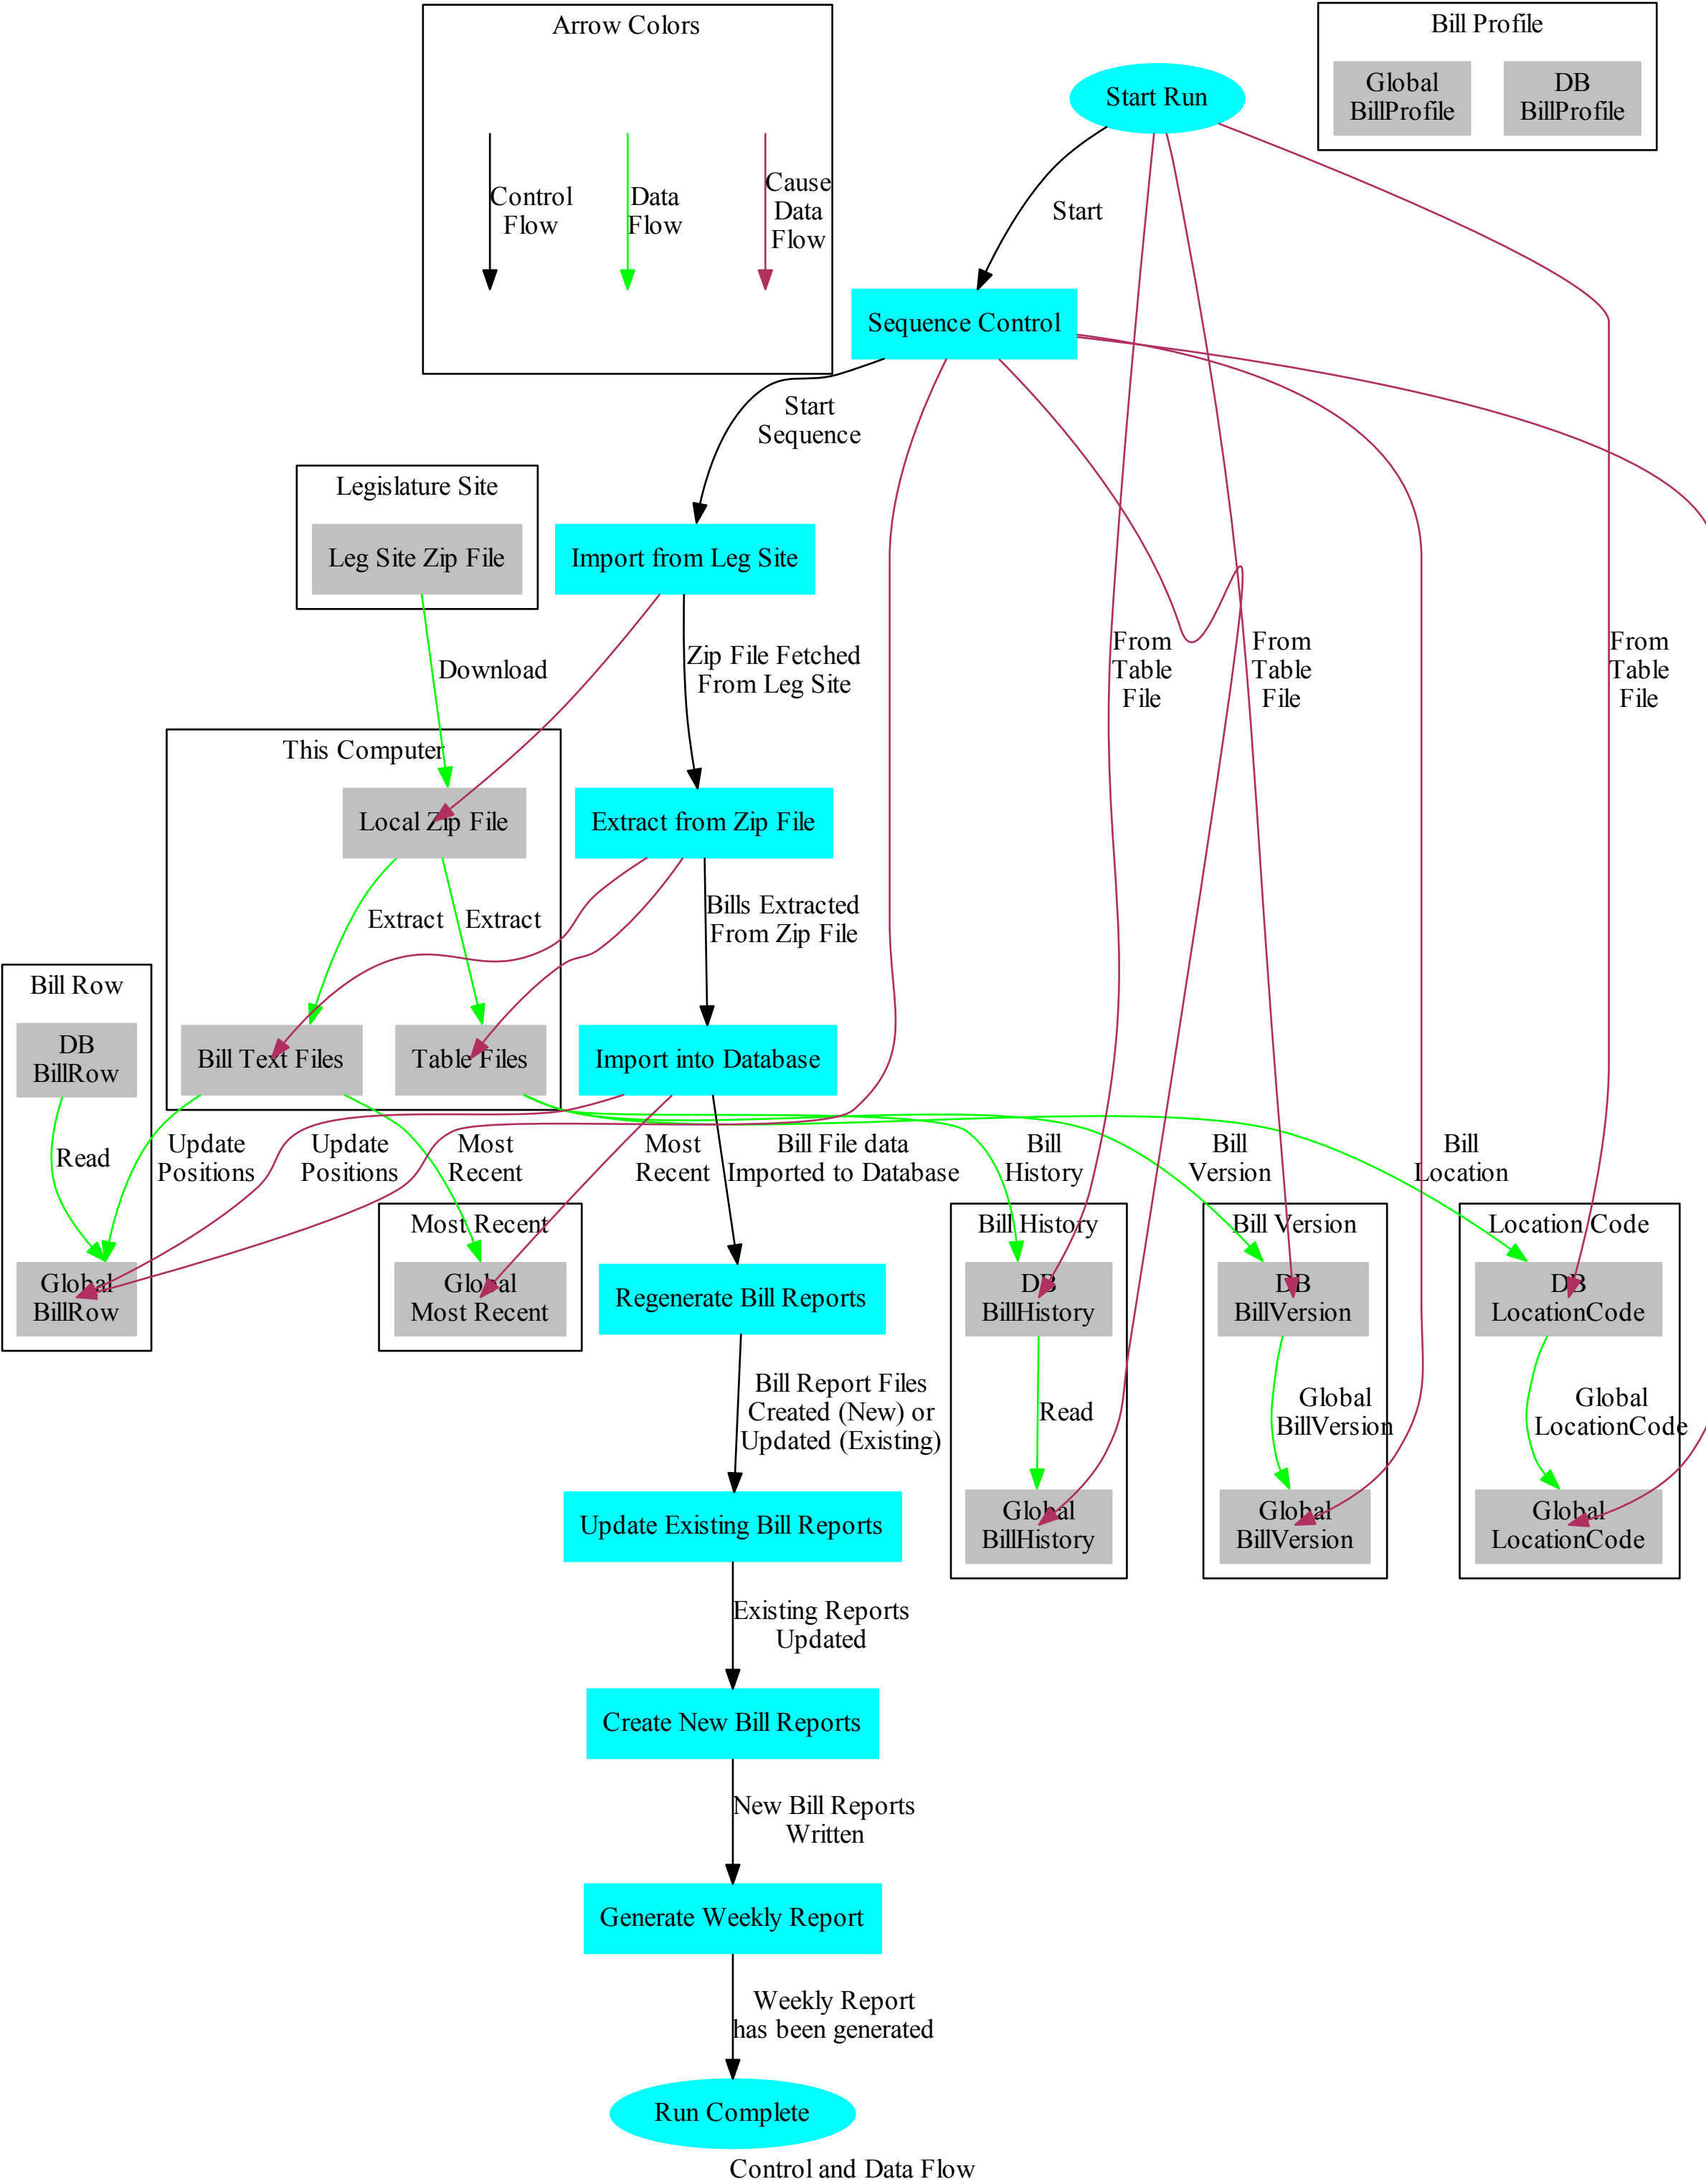 Arrow Colors
Control
Flow
Data
Flow
Cause
Data
Flow
Start Run
Bill Profile
Global
BillProfile
DB
BillProfile
Start
Sequence Control
Start
Sequence
Legislature Site
Leg Site Zip File
Import from Leg Site
Download
Zip File Fetched
From Leg Site
From
Table
File
From
Table
File
From
Table
File
This Computer
Local Zip File
Extract from Zip File
Extract
Extract
Bills Extracted
From Zip File
Bill Row
DB
BillRow
Bill Text Files
Table Files
Import into Database
Read
Update
Positions
Update
Positions
Most
Recent
Most
Recent
Bill File data
Imported to Database
Bill
History
Bill
Version
Bill
Location
Global
BillRow
Most Recent
Global
Most Recent
Regenerate Bill Reports
Bill History
DB
BillHistory
Bill Version
DB
BillVersion
Location Code
DB
LocationCode
Bill Report Files
Created (New) or
Updated (Existing)
Read
Global
BillVersion
Global
LocationCode
Update Existing Bill Reports
Global
BillHistory
Global
BillVersion
Global
LocationCode
Existing Reports
Updated
Create New Bill Reports
New Bill Reports
Written
Generate Weekly Report
Weekly Report
has been generated
Run Complete
Control and Data Flow